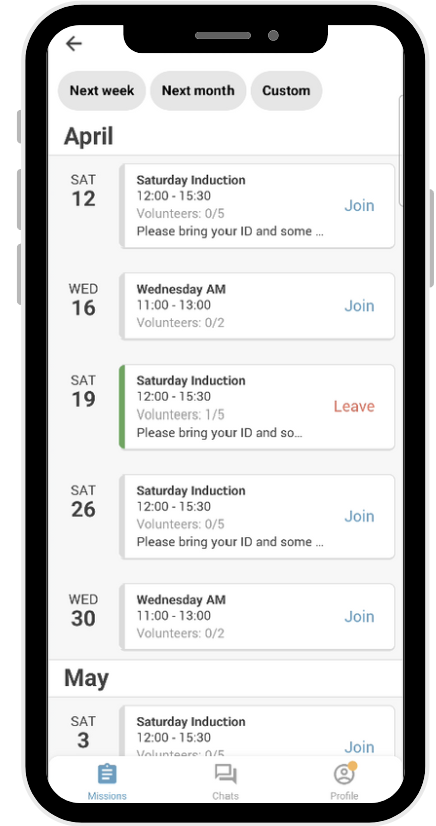 Next week Next month Custom
April
SAT
12
Saturday Induction
12:00 - 15:30
Volunteers: 0/5
Please bring your ID and some ...
Join
WED
16
Wednesday AM
11:00 - 13:00
Volunteers: 0/2
Join
SAT
19
Saturday Induction
12:00 - 15:30
Volunteers: 1/5
Please bring your ID and so...
Leave
SAT
26
Saturday Induction
12:00 - 15:30
Volunteers: 0/5
Please bring your ID and some ...
Join
WED
30
Wednesday AM
11:00 - 13:00
Volunteers: 0/2
Join
May
SAT
3
Saturday Induction
12:00 - 15:30
Volunteers: 0/5
Join
Missions Chats Profile